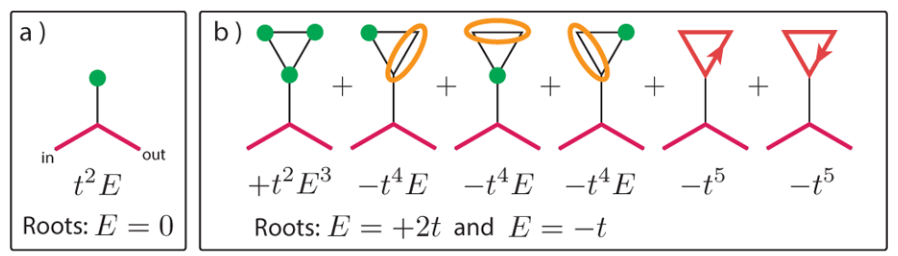 a)
in
out
t²E
Roots: E = 0
b)
+ + + + +
+t²E³ −t⁴E −t⁴E −t⁴E −t⁵ −t⁵
Roots: E = +2t and E = −t